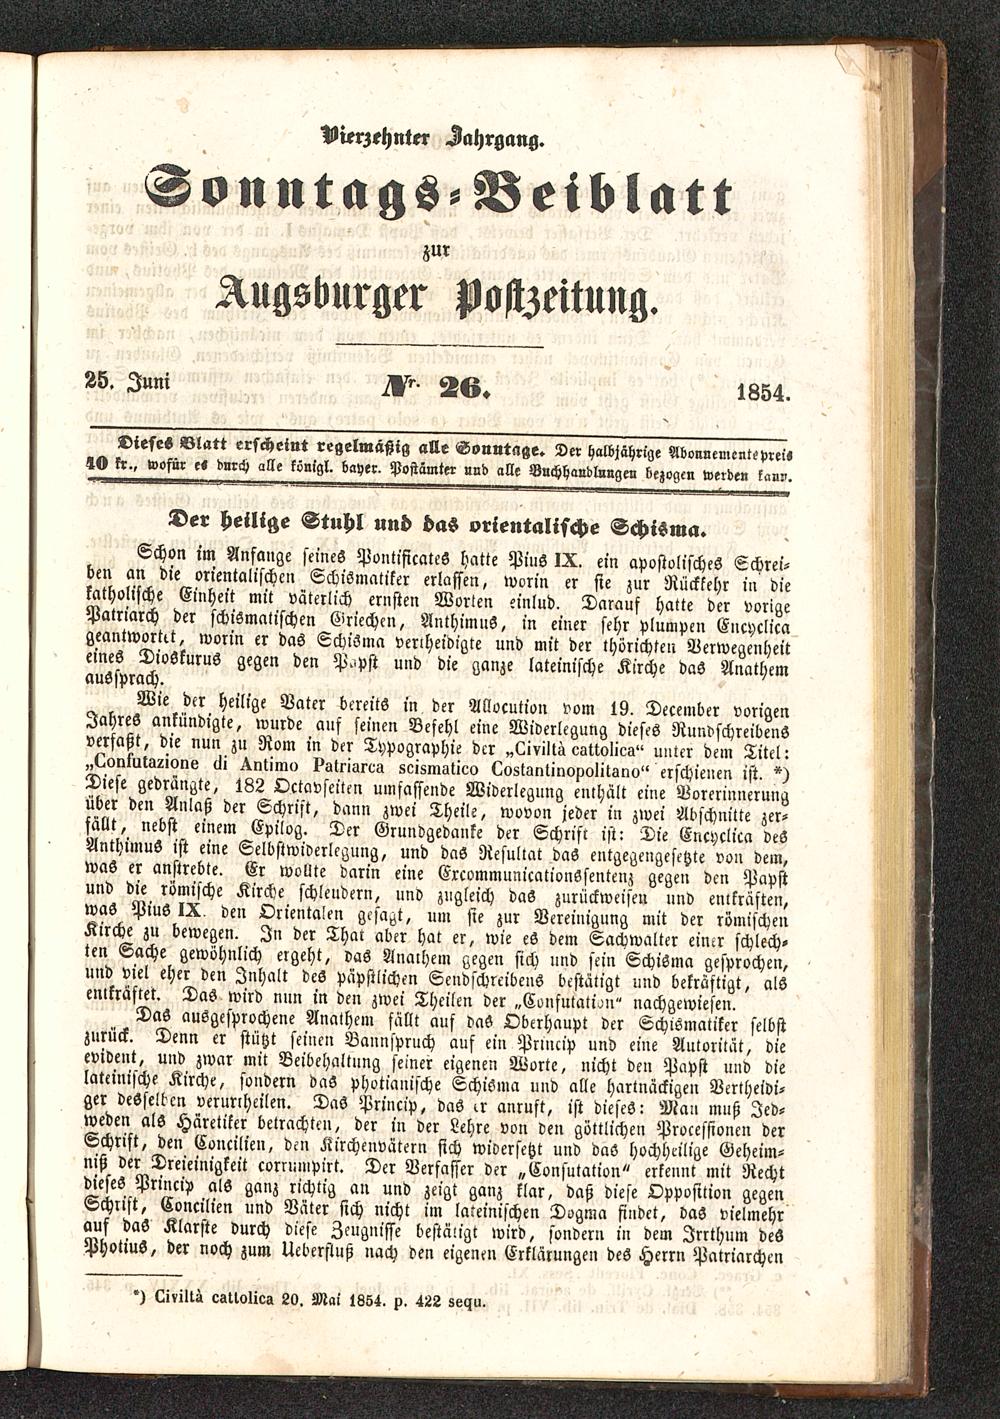 Vierzehnter Jahrgang.
Sonntags-Beiblatt
zur
Augsburger Postzeitung.
25. Juni Nr. 26. 1854.
Dieses Blatt erscheint regelmäßig alle Sonntage. Der halbjährige Abonnementspreis
40 kr., wofür es durch alle königl. bayer. Postämter und alle Buchhandlungen bezogen werden kann.
Der heilige Stuhl und das orientalische Schisma.
Schon im Anfange seines Pontificates hatte Pius IX. ein apostolisches Schrei-
ben an die orientalischen Schismatiker erlassen, worin er sie zur Rückkehr in die
katholische Einheit mit väterlich ernsten Worten einlud. Darauf hatte der vorige
Patriarch der schismatischen Griechen, Anthimus, in einer sehr plumpen Encyclica
geantwortet, worin er das Schisma vertheidigte und mit der thörichten Verwegenheit
eines Dioskurus gegen den Papst und die ganze lateinische Kirche das Anathem
aussprach.
Wie der heilige Vater bereits in der Allocution vom 19. December vorigen
Jahres ankündigte, wurde auf seinen Befehl eine Widerlegung dieses Rundschreibens
verfaßt, die nun zu Rom in der Typographie der „Civiltà cattolica“ unter dem Titel:
„Confutazione di Antimo Patriarca scismatico Costantinopolitano“ erschienen ist. *)
Diese gedrängte, 182 Octavseiten umfassende Widerlegung enthält eine Vorerinnerung
über den Anlaß der Schrift, dann zwei Theile, wovon jeder in zwei Abschnitte zer-
fällt, nebst einem Epilog. Der Grundgedanke der Schrift ist: Die Encyclica des
Anthimus ist eine Selbstwiderlegung, und das Resultat das entgegengesetzte von dem,
was er anstrebte. Er wollte darin eine Excommunicationssentenz gegen den Papst
und die römische Kirche schleudern, und zugleich das zurückweisen und entkräften,
was Pius IX. den Orientalen gesagt, um sie zur Vereinigung mit der römischen
Kirche zu bewegen. In der That aber hat er, wie es dem Sachwalter einer schlech-
ten Sache gewöhnlich ergeht, das Anathem gegen sich und sein Schisma gesprochen,
und viel eher den Inhalt des päpstlichen Sendschreibens bestätigt und bekräftigt, als
entkräftet. Das wird nun in den zwei Theilen der „Confutation“ nachgewiesen.
Das ausgesprochene Anathem fällt auf das Oberhaupt der Schismatiker selbst
zurück. Denn er stützt seinen Bannspruch auf ein Princip und eine Autorität, die
evident, und zwar mit Beibehaltung seiner eigenen Worte, nicht den Papst und die
lateinische Kirche, sondern das photianische Schisma und alle hartnäckigen Vertheidi-
ger desselben verurtheilen. Das Princip, das er anruft, ist dieses: Man muß Jed-
weden als Häretiker betrachten, der in der Lehre von den göttlichen Processionen der
Schrift, den Concilien, den Kirchenvätern sich widersetzt und das hochheilige Geheim-
niß der Dreieinigkeit corrumpirt. Der Verfasser der „Confutation“ erkennt mit Recht
dieses Princip als ganz richtig an und zeigt ganz klar, daß diese Opposition gegen
Schrift, Concilien und Väter sich nicht im lateinischen Dogma findet, das vielmehr
auf das Klarste durch diese Zeugnisse bestätigt wird, sondern in dem Irrthum des
Photius, der noch zum Ueberfluß nach den eigenen Erklärungen des Herrn Patriarchen
*) Civiltà cattolica 20. Mai 1854. p. 422 sequ.